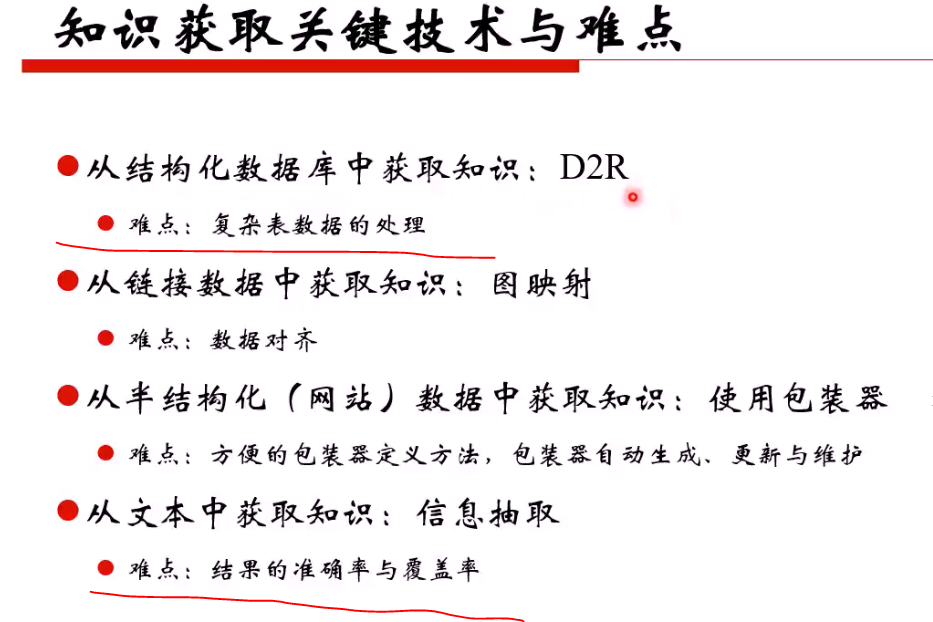 知识获取关键技术与难点
从结构化数据库中获取知识：D2R
难点：复杂表数据的处理
从链接数据中获取知识：图映射
难点：数据对齐
从半结构化（网站）数据中获取知识：使用包装器
难点：方便的包装器定义方法，包装器自动生成、更新与维护
从文本中获取知识：信息抽取
难点：结果的准确率与覆盖率